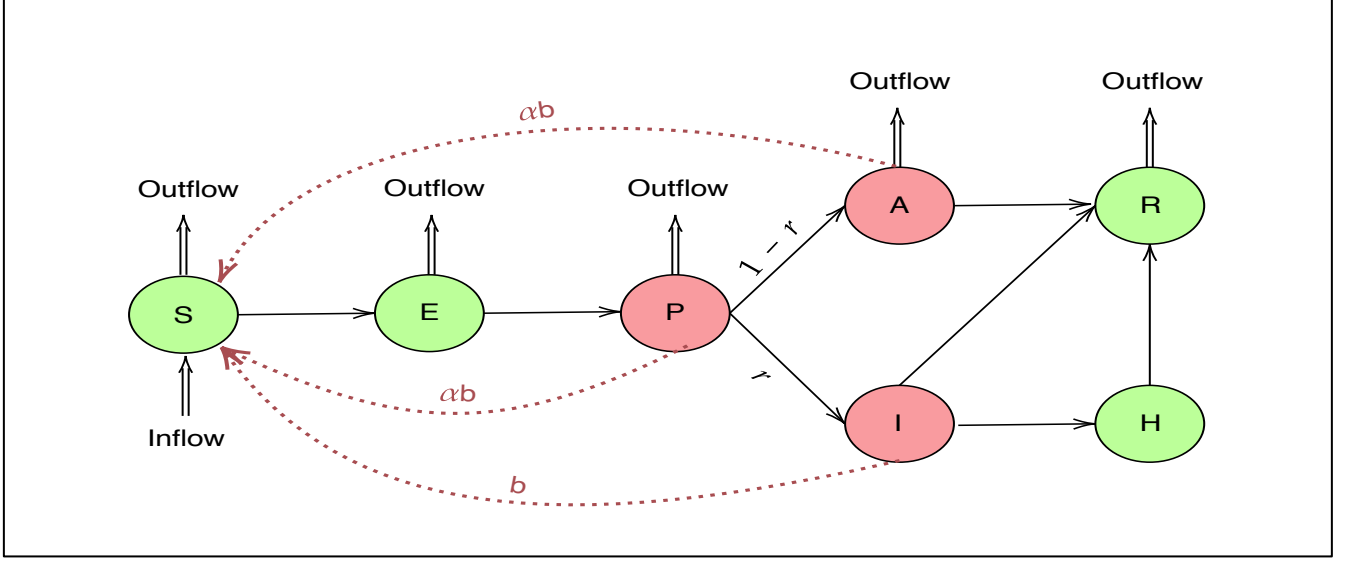 Outflow
Outflow
αb
Outflow
Outflow
Outflow
A
R
1 − r
S
E
P
r
αb
I
H
Inflow
b